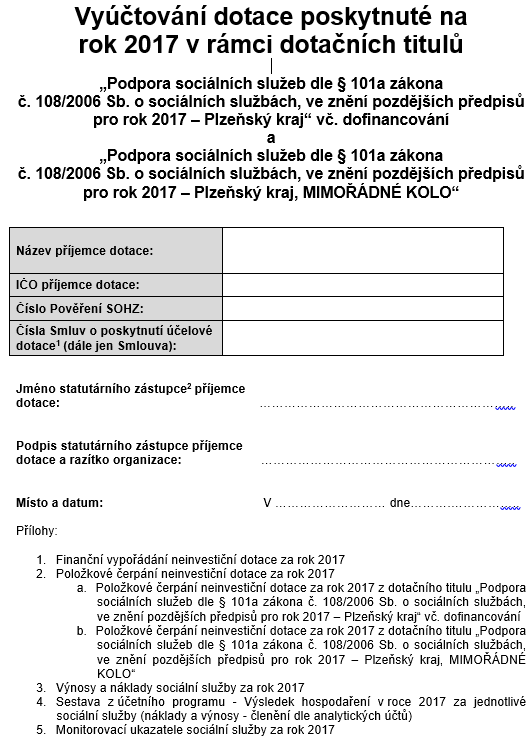 Vyúčtování dotace poskytnuté na
rok 2017 v rámci dotačních titulů
„Podpora sociálních služeb dle § 101a zákona
č. 108/2006 Sb. o sociálních službách, ve znění pozdějších předpisů
pro rok 2017 – Plzeňský kraj“ vč. dofinancování
a
„Podpora sociálních služeb dle § 101a zákona
č. 108/2006 Sb. o sociálních službách, ve znění pozdějších předpisů
pro rok 2017 – Plzeňský kraj, MIMOŘÁDNÉ KOLO“
Název příjemce dotace:
IČO příjemce dotace:
Číslo Pověření SOHZ:
Čísla Smluv o poskytnutí účelové
dotace¹ (dále jen Smlouva):
Jméno statutárního zástupce² příjemce
dotace: ……………………………………………………
Podpis statutárního zástupce příjemce
dotace a razítko organizace: ……………………………………………………
Místo a datum: V ……………………… dne……………………
Přílohy:
1. Finanční vypořádání neinvestiční dotace za rok 2017
2. Položkové čerpání neinvestiční dotace za rok 2017
a. Položkové čerpání neinvestiční dotace za rok 2017 z dotačního titulu „Podpora
sociálních služeb dle § 101a zákona č. 108/2006 Sb. o sociálních službách,
ve znění pozdějších předpisů pro rok 2017 – Plzeňský kraj“ vč. dofinancování
b. Položkové čerpání neinvestiční dotace za rok 2017 z dotačního titulu „Podpora
sociálních služeb dle § 101a zákona č. 108/2006 Sb. o sociálních službách,
ve znění pozdějších předpisů pro rok 2017 – Plzeňský kraj, MIMOŘÁDNÉ
KOLO“
3. Výnosy a náklady sociální služby za rok 2017
4. Sestava z účetního programu - Výsledek hospodaření v roce 2017 za jednotlivé
sociální služby (náklady a výnosy - členění dle analytických účtů)
5. Monitorovací ukazatele sociální služby za rok 2017